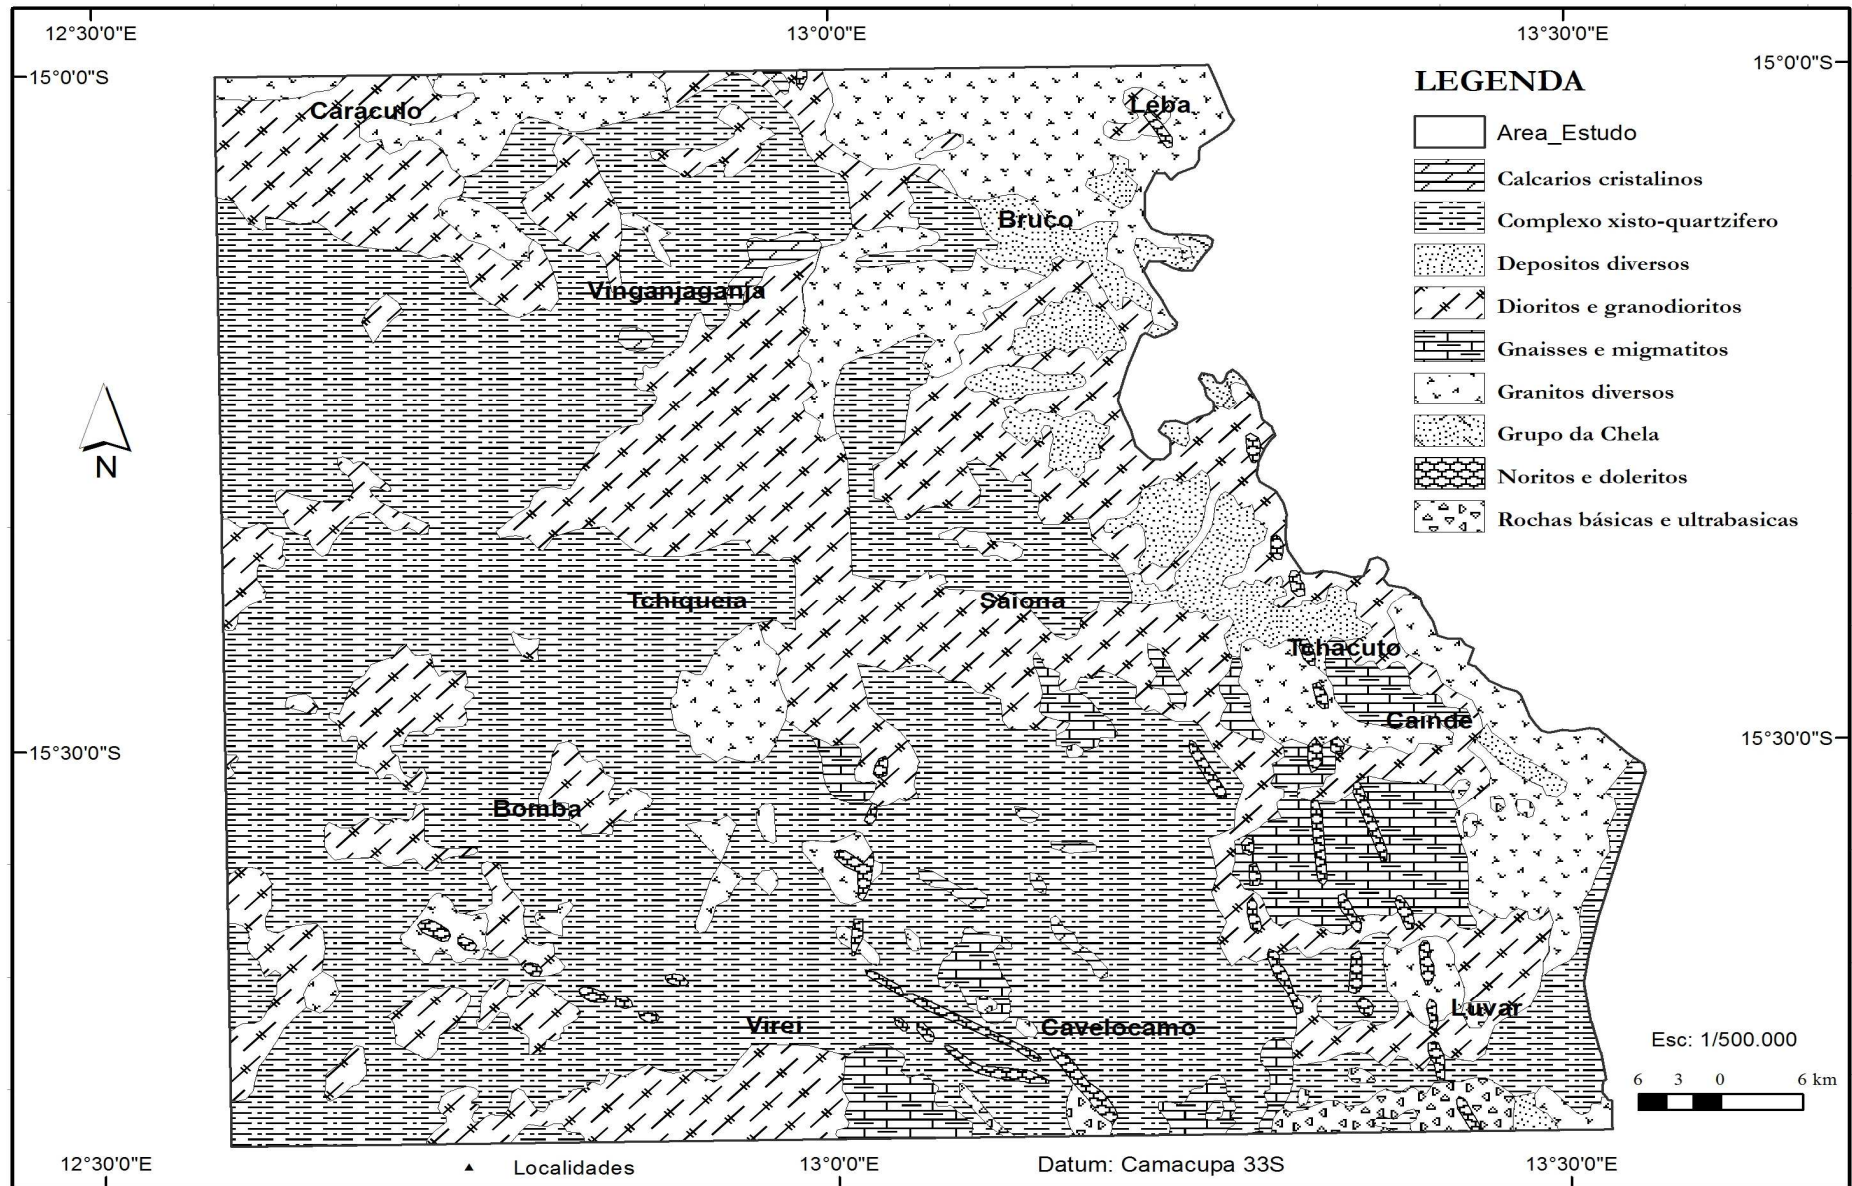 12°30'0"E
13°0'0"E
13°30'0"E
15°0'0"S
15°0'0"S
LEGENDA
Area_Estudo
Calcarios cristalinos
Complexo xisto-quartzifero
Depositos diversos
Dioritos e granodioritos
Gnaisses e migmatitos
Granitos diversos
Grupo da Chela
Noritos e doleritos
Rochas básicas e ultrabasicas
Caraculo
Leba
Bruco
Vinganjaganja
N
Tchiqueia
Saiona
Tchacuto
Cainde
15°30'0"S
15°30'0"S
Bomba
Virei
Cavelocamo
Luvar
Esc: 1/500.000
6 3 0 6 km
12°30'0"E
Localidades
13°0'0"E
Datum: Camacupa 33S
13°30'0"E